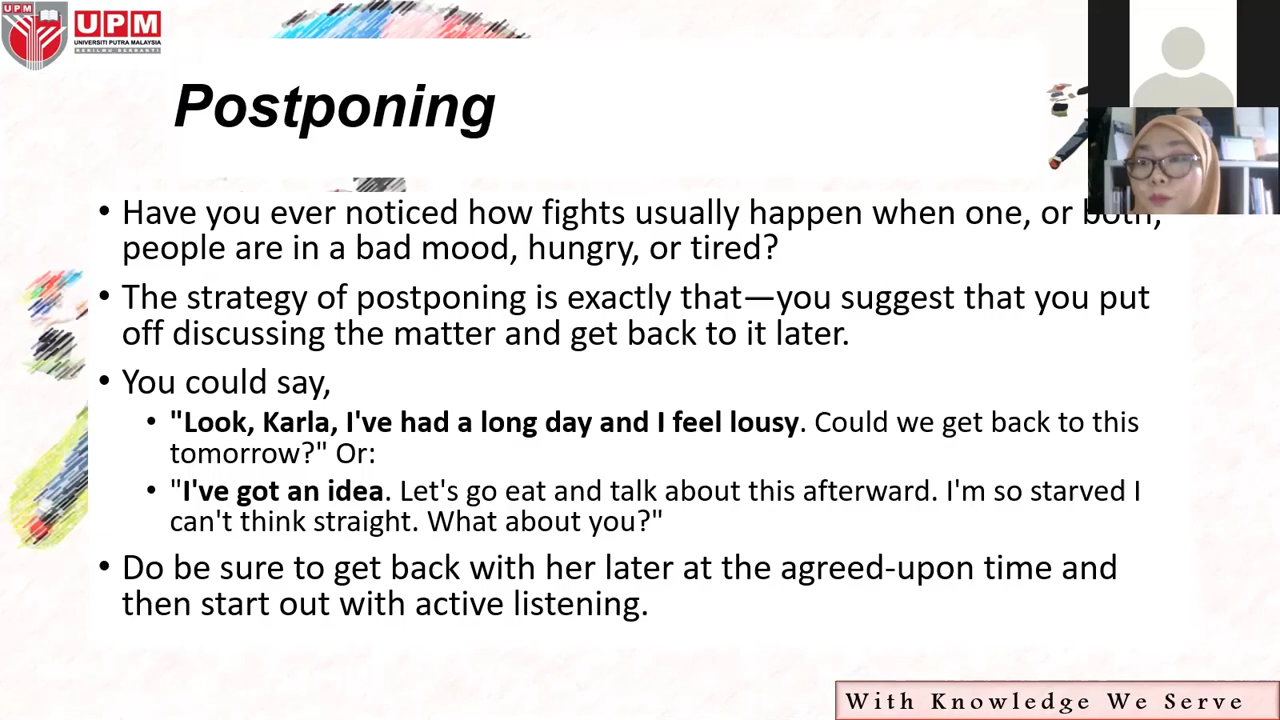 UPM
UPM
UNIVERSITI PUTRA MALAYSIA
BERILMU BERBAKTI
Postponing
• Have you ever noticed how fights usually happen when one, or both,
people are in a bad mood, hungry, or tired?
• The strategy of postponing is exactly that—you suggest that you put
off discussing the matter and get back to it later.
• You could say,
• "Look, Karla, I've had a long day and I feel lousy. Could we get back to this
tomorrow?" Or:
• "I've got an idea. Let's go eat and talk about this afterward. I'm so starved I
can't think straight. What about you?"
• Do be sure to get back with her later at the agreed-upon time and
then start out with active listening.
With Knowledge We Serve